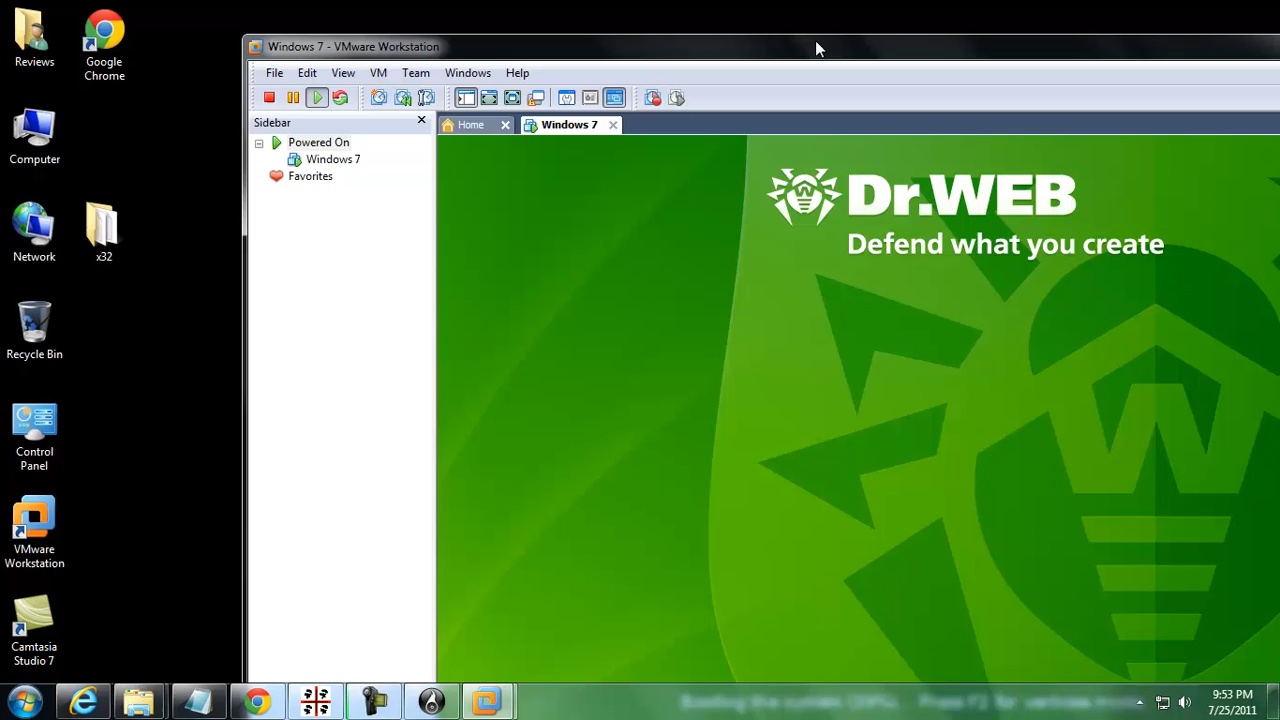 Reviews
Google
Chrome
Computer
Network
x32
Recycle Bin
Control
Panel
VMware
Workstation
Camtasia
Studio 7
Windows 7 - VMware Workstation
File Edit View VM Team Windows Help
Sidebar
Home
Windows 7
Powered On
Windows 7
Favorites
Dr.WEB
Defend what you create
9:53 PM
7/25/2011